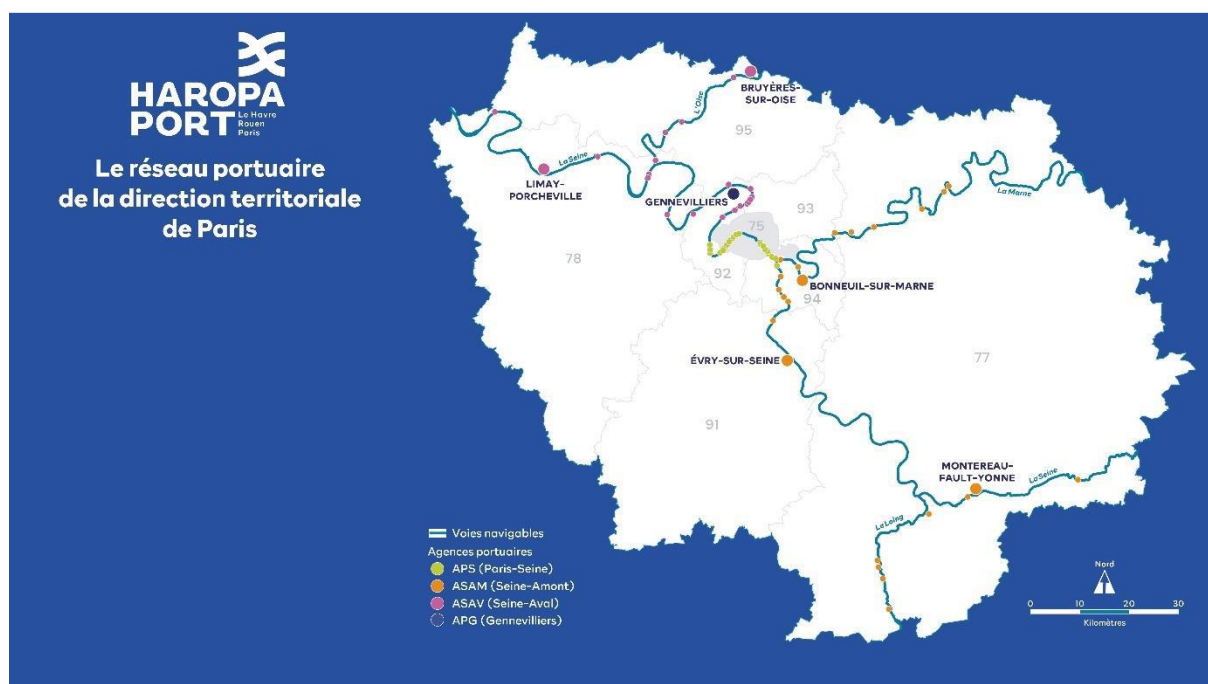 HAROPA
PORT
Le Havre
Rouen
Paris
Le réseau portuaire
de la direction territoriale
de Paris
BRUYÈRES-
SUR-OISE
L'Oise
95
La Seine
LIMAY-
PORCHEVILLE
GENNEVILLIERS
93
La Marne
75
78
92
BONNEUIL-SUR-MARNE
94
ÉVRY-SUR-SEINE
77
91
MONTEREAU-
FAULT-YONNE
La Seine
Le Loing
Voies navigables
Agences portuaires
APS (Paris-Seine)
ASAM (Seine-Amont)
ASAV (Seine-Aval)
APG (Gennevilliers)
Nord
0 10 20 30
Kilomètres